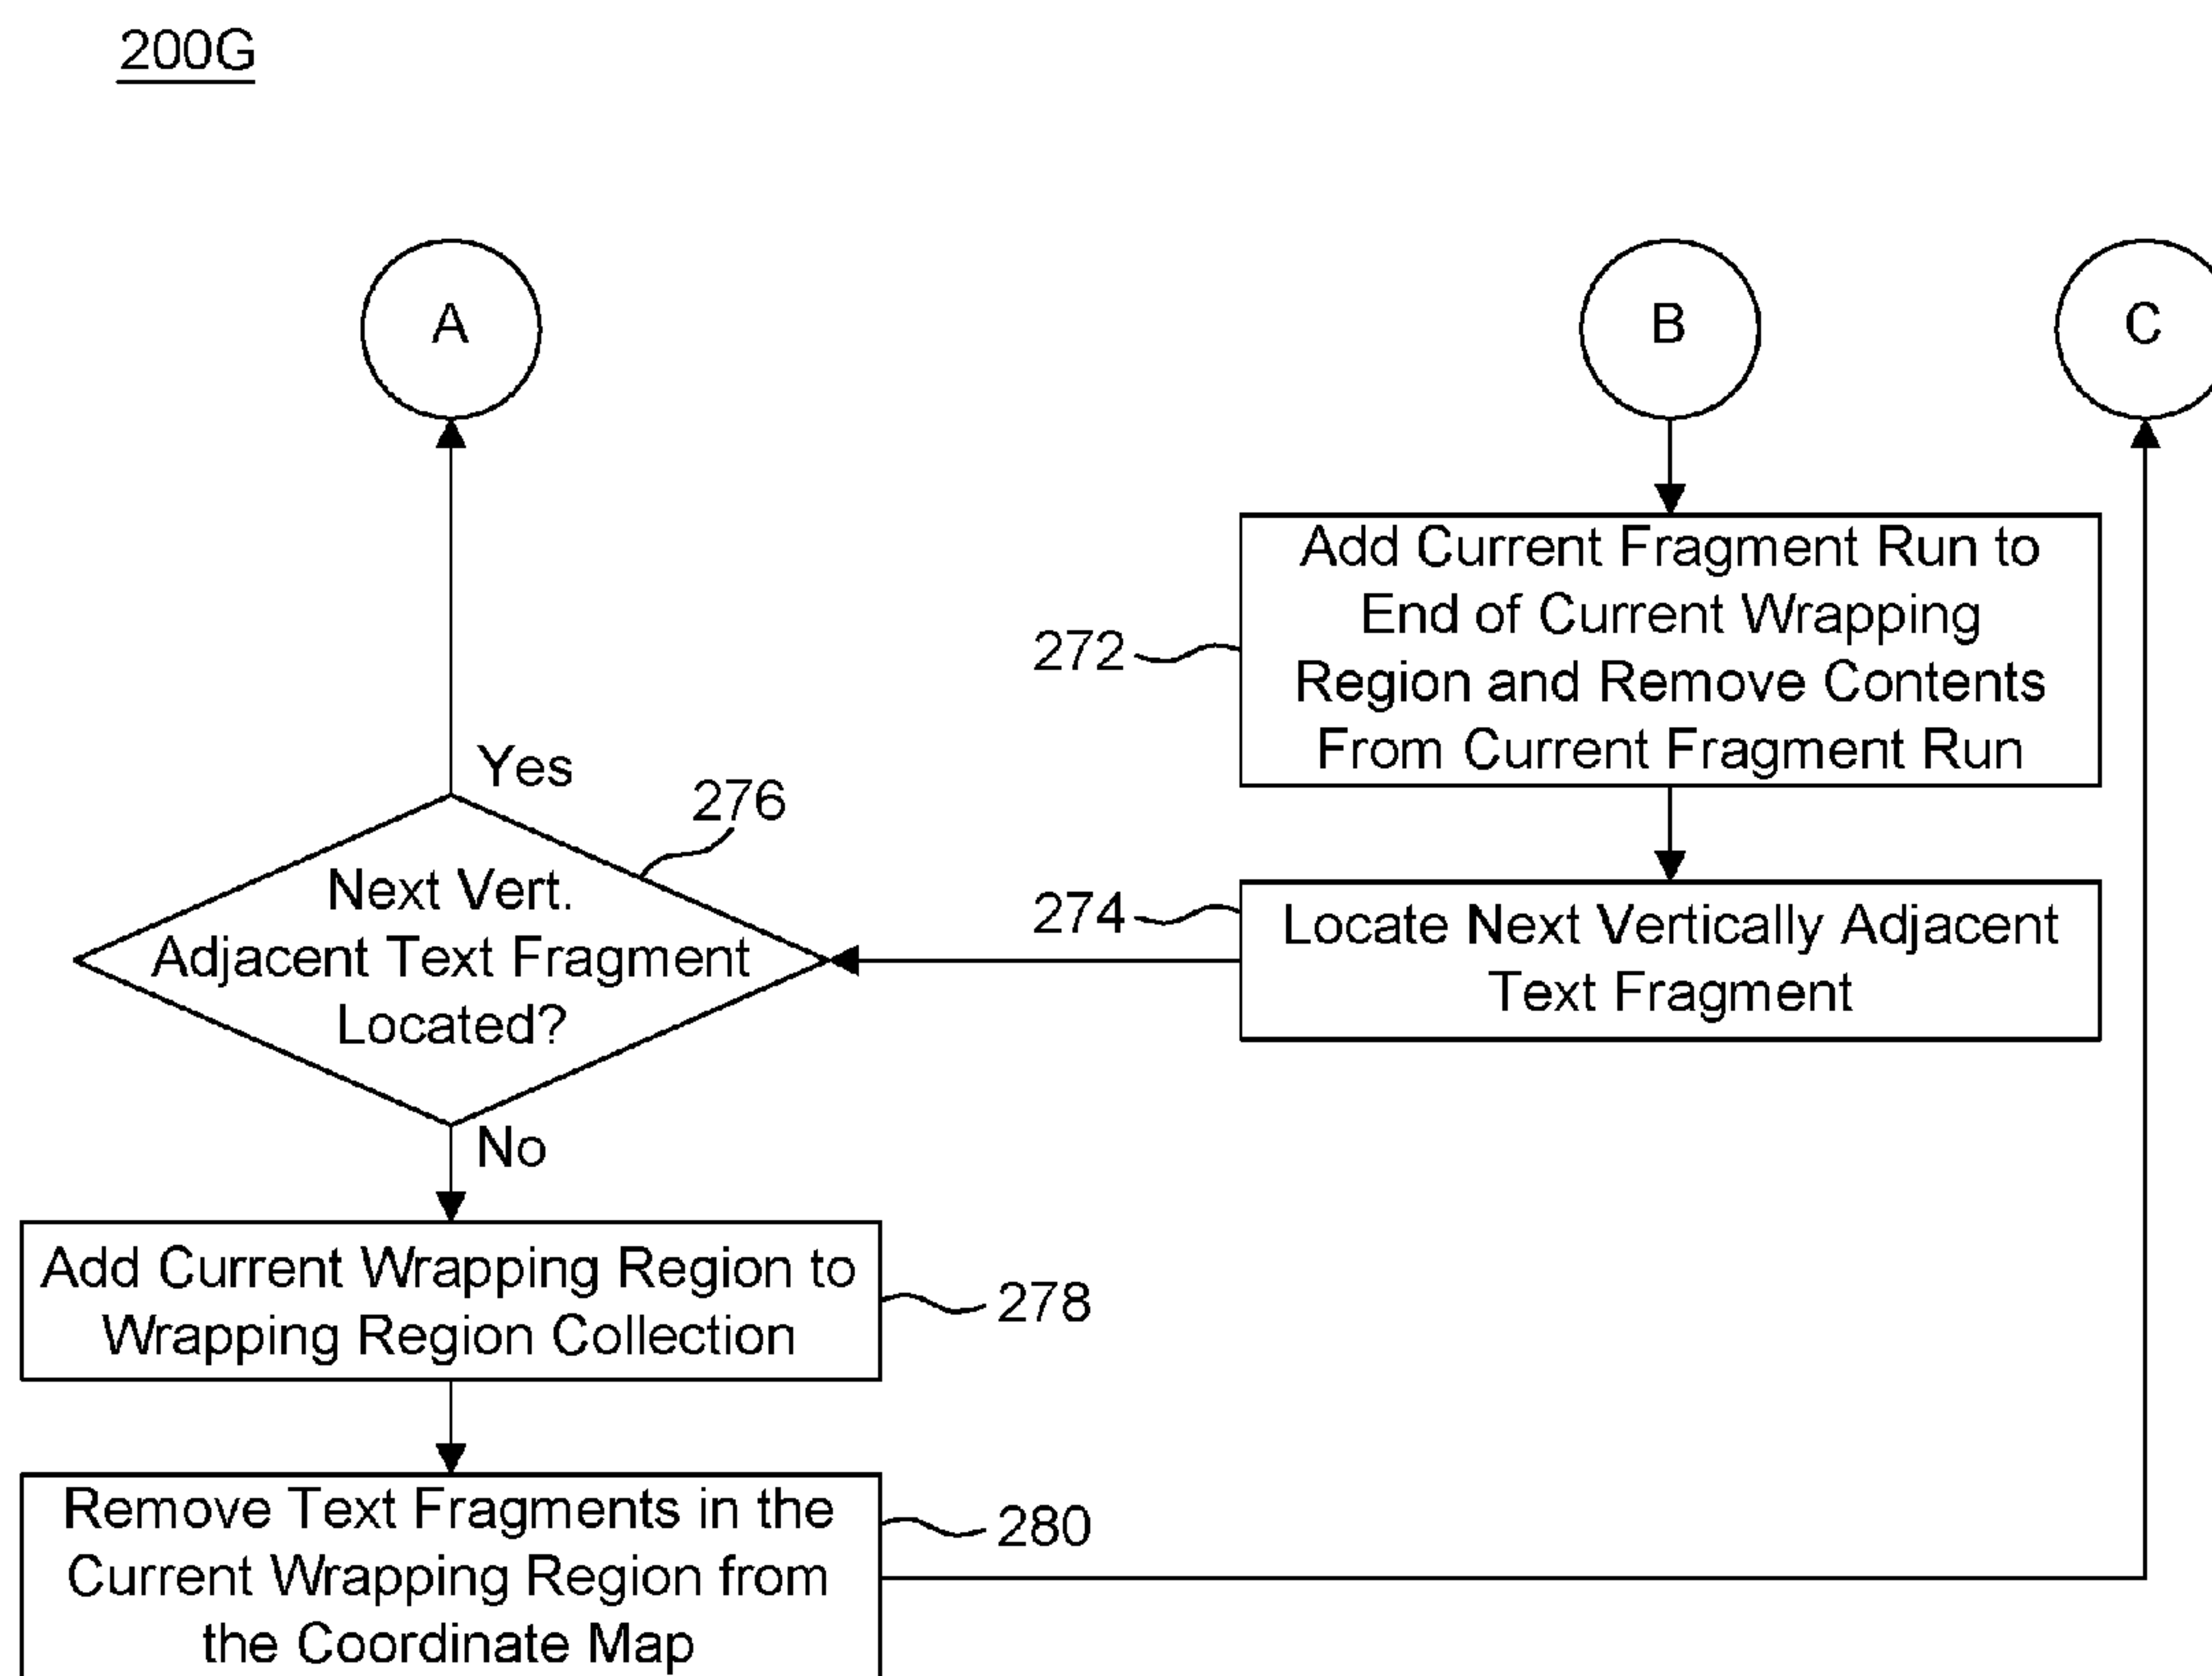 200G
A
B
C
Add Current Fragment Run to
End of Current Wrapping
Region and Remove Contents
From Current Fragment Run
272
Locate Next Vertically Adjacent
Text Fragment
274
Yes
276
Next Vert.
Adjacent Text Fragment
Located?
No
Add Current Wrapping Region to
Wrapping Region Collection
278
Remove Text Fragments in the
Current Wrapping Region from
the Coordinate Map
280